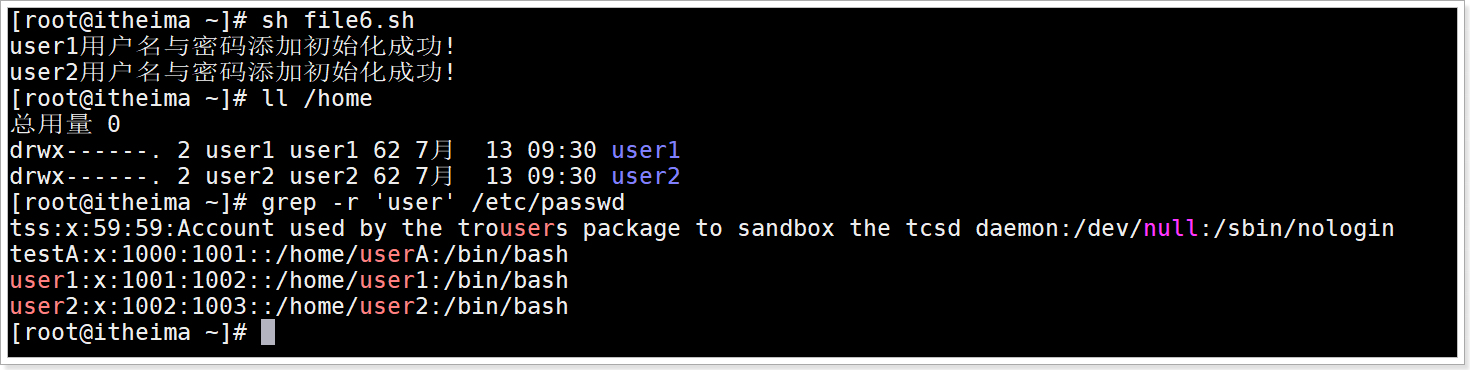 [root@itheima ~]# sh file6.sh
user1用户名与密码添加初始化成功!
user2用户名与密码添加初始化成功!
[root@itheima ~]# ll /home
总用量 0
drwx------. 2 user1 user1 62 7月  13 09:30 user1
drwx------. 2 user2 user2 62 7月  13 09:30 user2
[root@itheima ~]# grep -r 'user' /etc/passwd
tss:x:59:59:Account used by the trousers package to sandbox the tcsd daemon:/dev/null:/sbin/nologin
testA:x:1000:1001::/home/userA:/bin/bash
user1:x:1001:1002::/home/user1:/bin/bash
user2:x:1002:1003::/home/user2:/bin/bash
[root@itheima ~]#